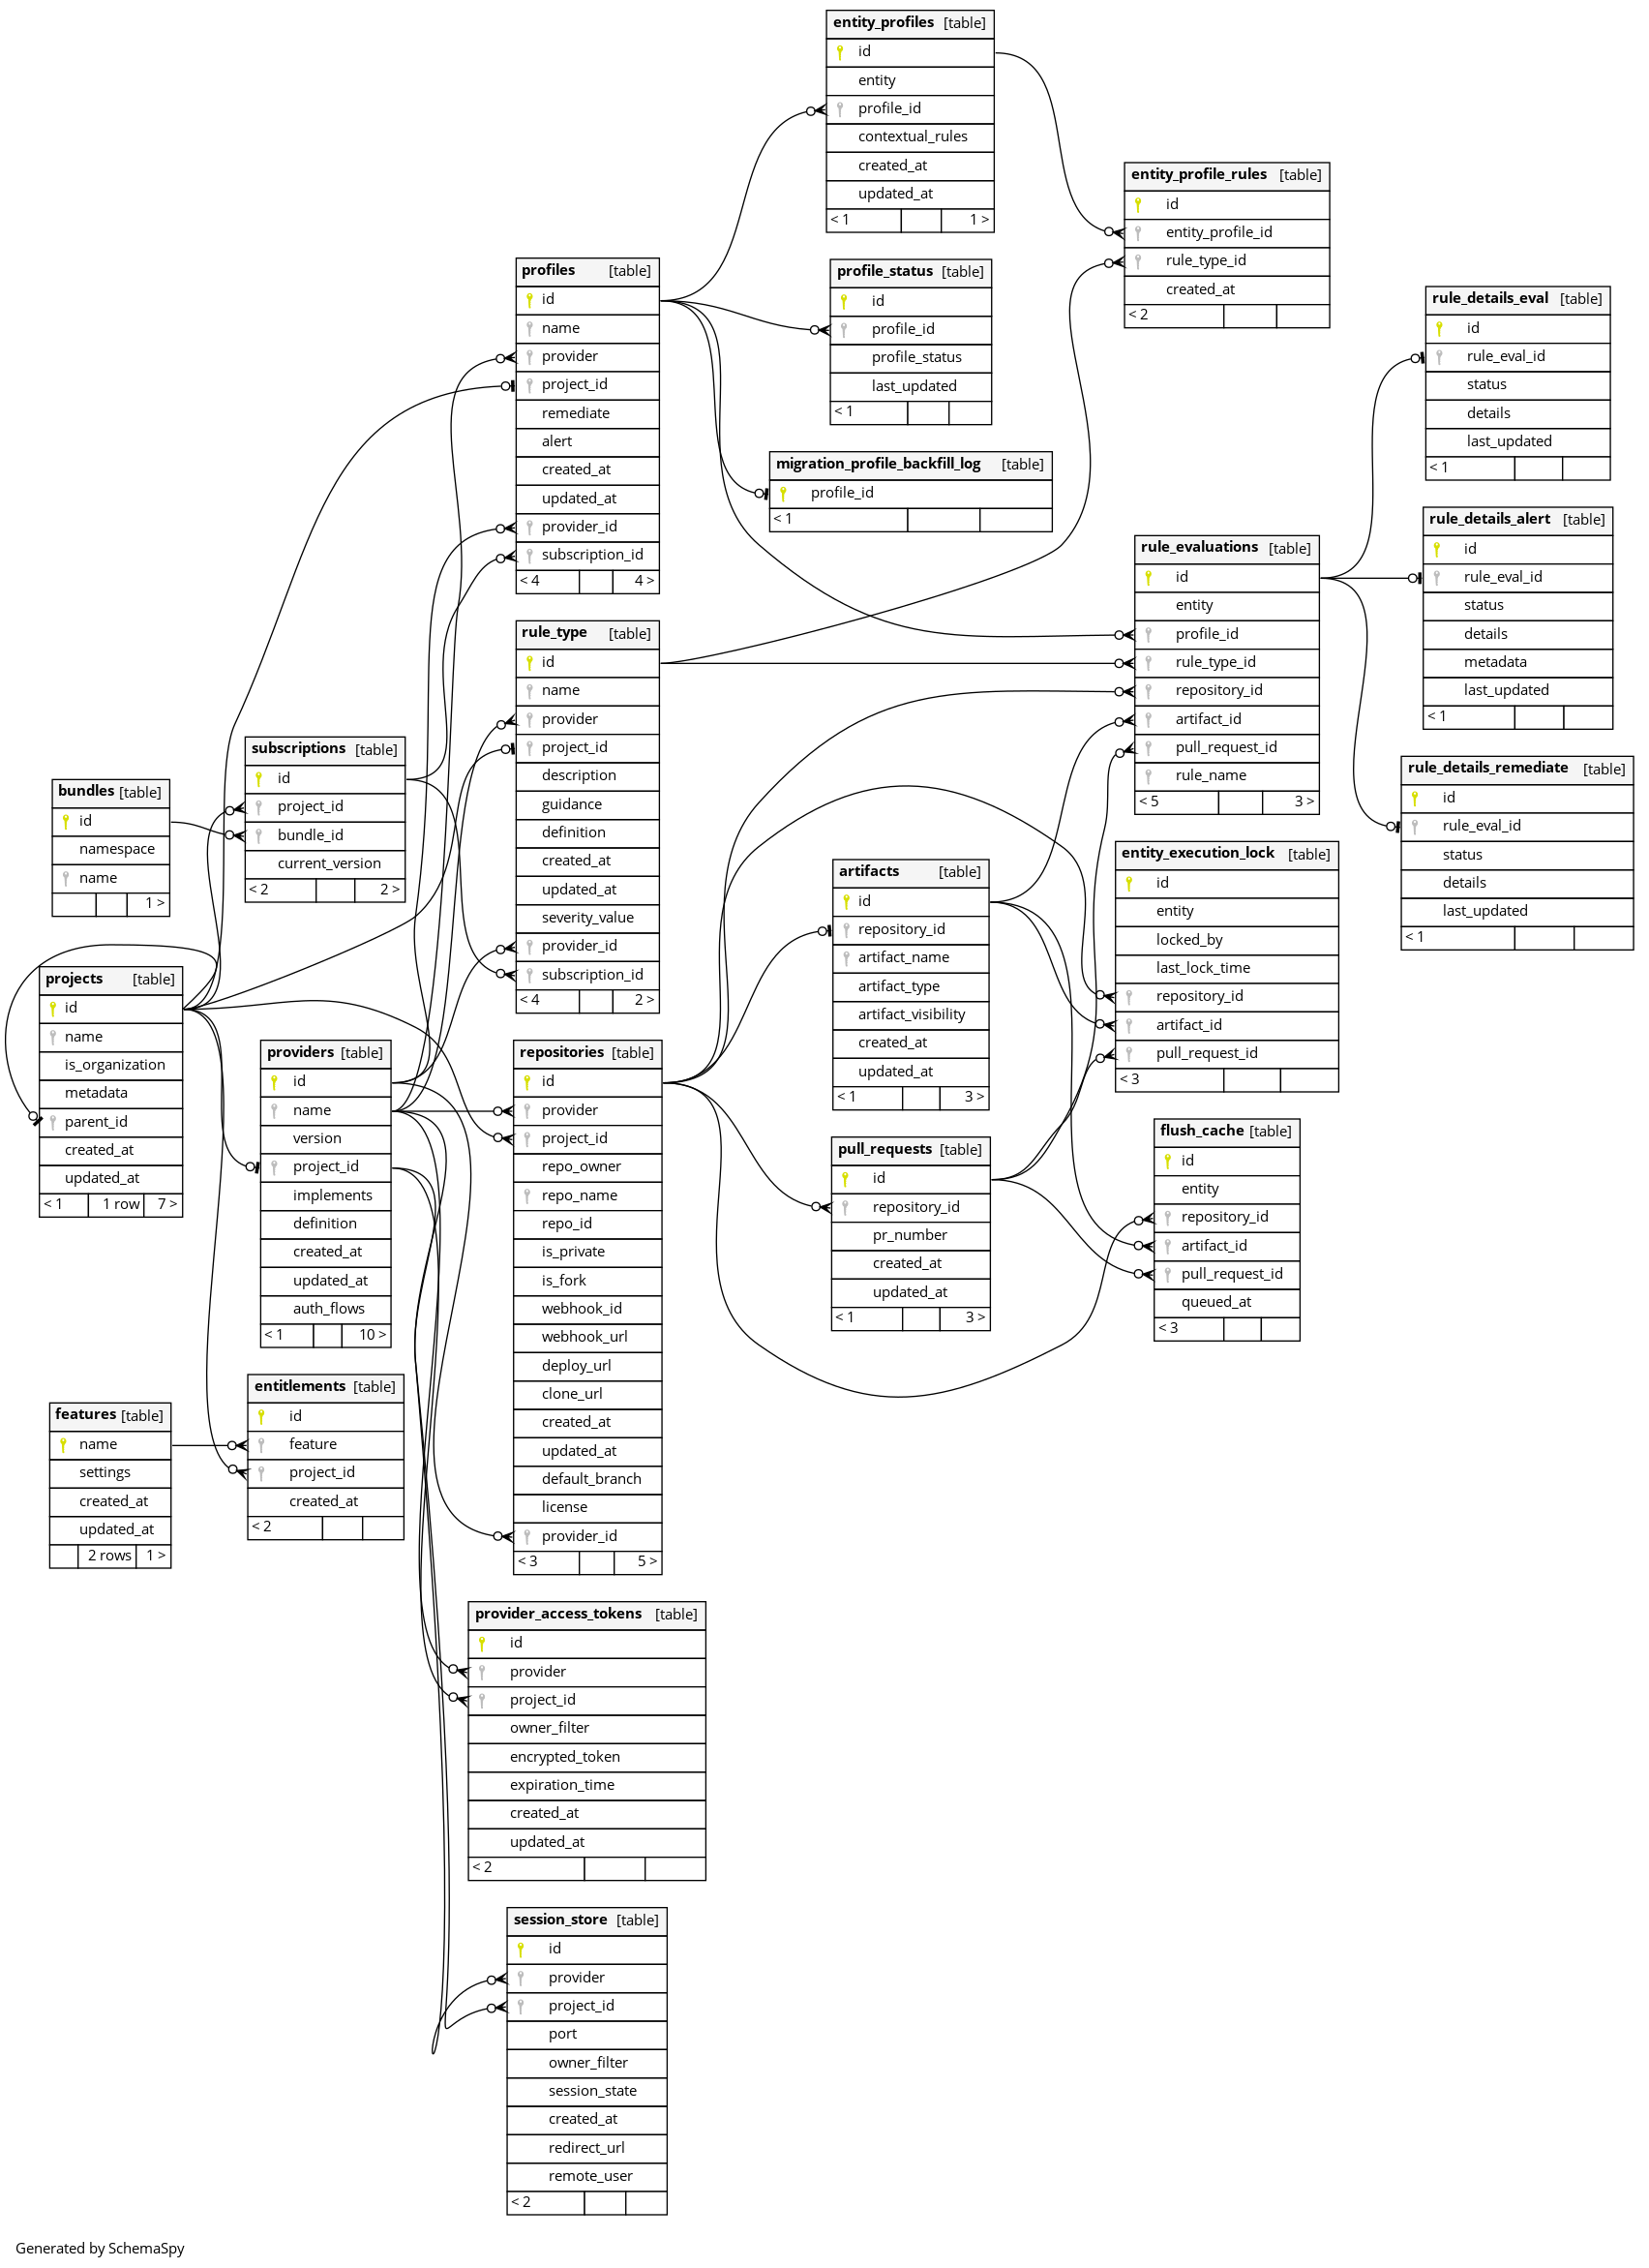 entity_profiles [table]
id
entity
profile_id
contextual_rules
created_at
updated_at
< 1 1 >
entity_profile_rules [table]
id
entity_profile_id
rule_type_id
created_at
< 2
profiles [table]
id
name
provider
project_id
remediate
alert
created_at
updated_at
provider_id
subscription_id
< 4 4 >
profile_status [table]
id
profile_id
profile_status
last_updated
< 1
rule_details_eval [table]
id
rule_eval_id
status
details
last_updated
< 1
migration_profile_backfill_log [table]
profile_id
< 1
rule_details_alert [table]
id
rule_eval_id
status
details
metadata
last_updated
< 1
rule_evaluations [table]
id
entity
profile_id
rule_type_id
repository_id
artifact_id
pull_request_id
rule_name
< 5 3 >
rule_type [table]
id
name
provider
project_id
description
guidance
definition
created_at
updated_at
severity_value
provider_id
subscription_id
< 4 2 >
subscriptions [table]
id
project_id
bundle_id
current_version
< 2 2 >
rule_details_remediate [table]
id
rule_eval_id
status
details
last_updated
< 1
bundles [table]
id
namespace
name
1 >
entity_execution_lock [table]
id
entity
locked_by
last_lock_time
repository_id
artifact_id
pull_request_id
< 3
artifacts [table]
id
repository_id
artifact_name
artifact_type
artifact_visibility
created_at
updated_at
< 1 3 >
projects [table]
id
name
is_organization
metadata
parent_id
created_at
updated_at
< 1 1 row 7 >
providers [table]
id
name
version
project_id
implements
definition
created_at
updated_at
auth_flows
< 1 10 >
repositories [table]
id
provider
project_id
repo_owner
repo_name
repo_id
is_private
is_fork
webhook_id
webhook_url
deploy_url
clone_url
created_at
updated_at
default_branch
license
provider_id
< 3 5 >
flush_cache [table]
id
entity
repository_id
artifact_id
pull_request_id
queued_at
< 3
pull_requests [table]
id
repository_id
pr_number
created_at
updated_at
< 1 3 >
entitlements [table]
id
feature
project_id
created_at
< 2
features [table]
name
settings
created_at
updated_at
2 rows 1 >
provider_access_tokens [table]
id
provider
project_id
owner_filter
encrypted_token
expiration_time
created_at
updated_at
< 2
session_store [table]
id
provider
project_id
port
owner_filter
session_state
created_at
redirect_url
remote_user
< 2
Generated by SchemaSpy